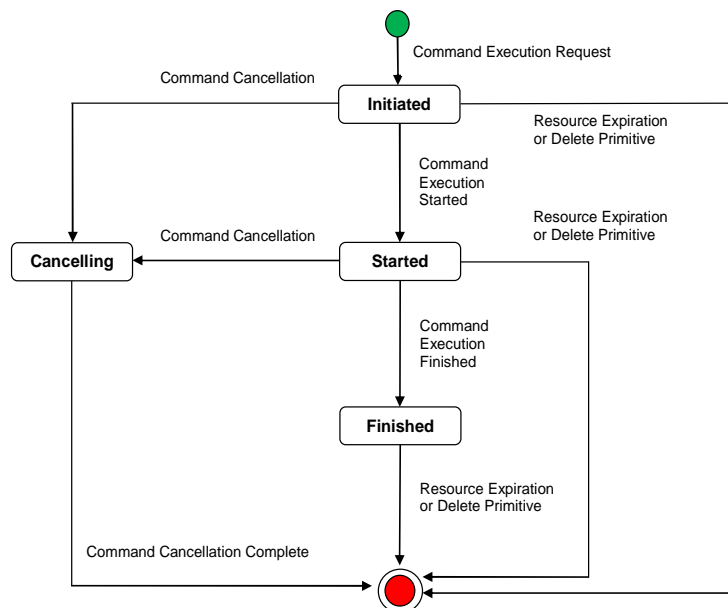 Command Execution Request
Command Cancellation
Initiated
Resource Expiration
or Delete Primitive
Command
Execution
Started
Resource Expiration
or Delete Primitive
Command Cancellation
Cancelling
Started
Command
Execution
Finished
Finished
Resource Expiration
or Delete Primitive
Command Cancellation Complete